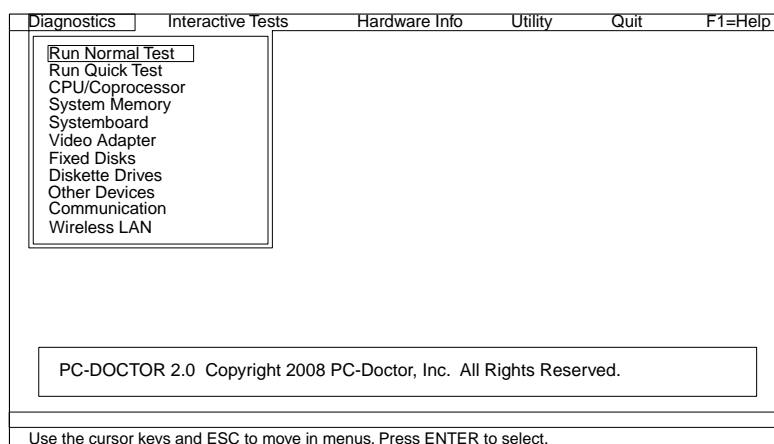 Diagnostics Interactive Tests Hardware Info Utility Quit F1=Help
Run Normal Test
Run Quick Test
CPU/Coprocessor
System Memory
Systemboard
Video Adapter
Fixed Disks
Diskette Drives
Other Devices
Communication
Wireless LAN
PC-DOCTOR 2.0 Copyright 2008 PC-Doctor, Inc. All Rights Reserved.
Use the cursor keys and ESC to move in menus. Press ENTER to select.